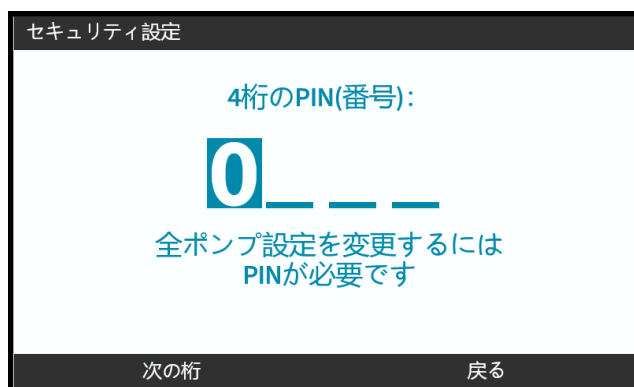 セキュリティ設定
4桁のPIN(番号):
0_ _ _
全ポンプ設定を変更するには
PINが必要です
次の桁 戻る